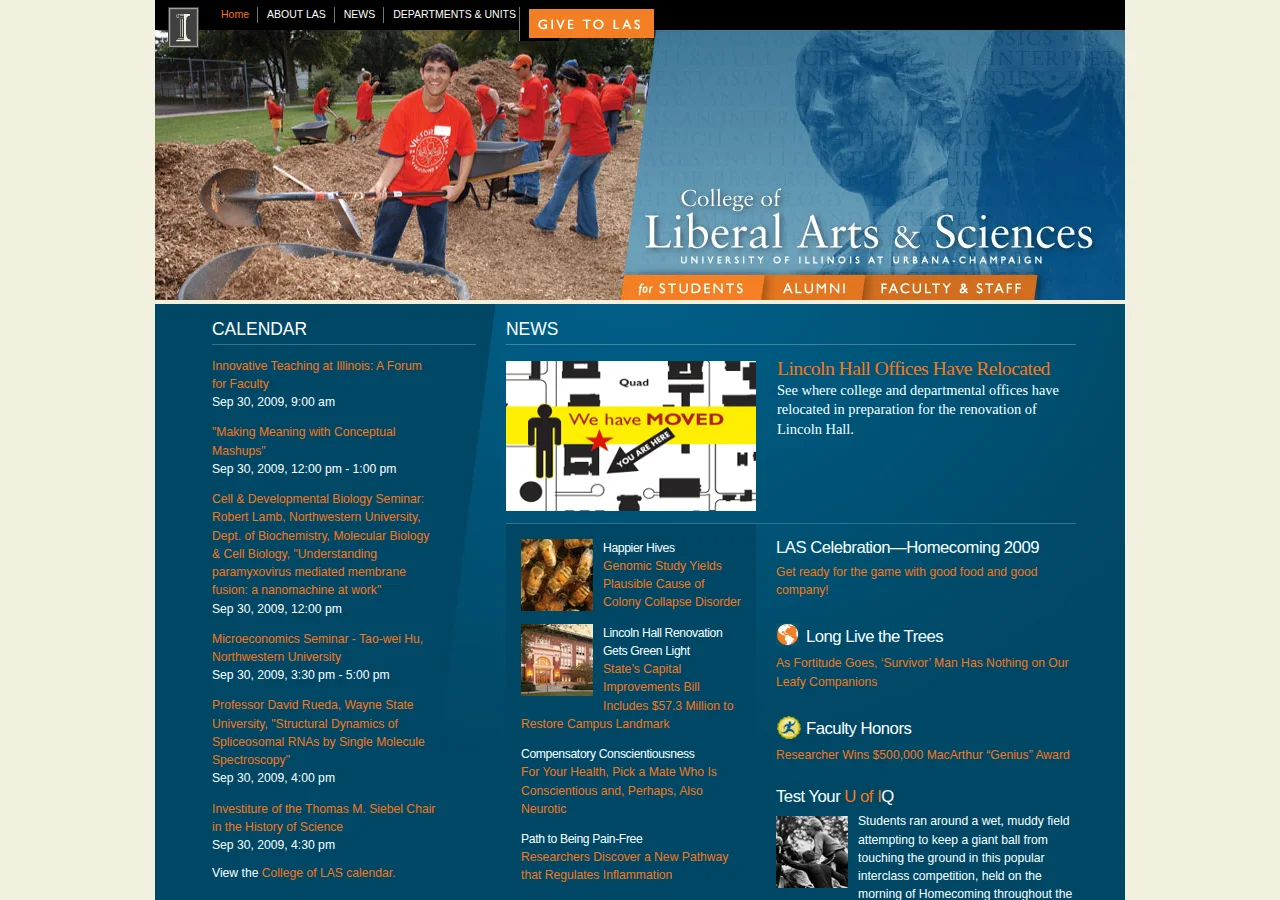 Home
ABOUT LAS
NEWS
DEPARTMENTS & UNITS
GIVE TO LAS
College of
Liberal Arts & Sciences
UNIVERSITY OF ILLINOIS AT URBANA-CHAMPAIGN
for STUDENTS
ALUMNI
FACULTY & STAFF
CALENDAR
Innovative Teaching at Illinois: A Forum
for Faculty
Sep 30, 2009, 9:00 am
"Making Meaning with Conceptual
Mashups"
Sep 30, 2009, 12:00 pm - 1:00 pm
Cell & Developmental Biology Seminar:
Robert Lamb, Northwestern University,
Dept. of Biochemistry, Molecular Biology
& Cell Biology, "Understanding
paramyxovirus mediated membrane
fusion: a nanomachine at work"
Sep 30, 2009, 12:00 pm
Microeconomics Seminar - Tao-wei Hu,
Northwestern University
Sep 30, 2009, 3:30 pm - 5:00 pm
Professor David Rueda, Wayne State
University, "Structural Dynamics of
Spliceosomal RNAs by Single Molecule
Spectroscopy"
Sep 30, 2009, 4:00 pm
Investiture of the Thomas M. Siebel Chair
in the History of Science
Sep 30, 2009, 4:30 pm
View the College of LAS calendar.
NEWS
Quad
We have MOVED
YOU ARE HERE
Lincoln Hall Offices Have Relocated
See where college and departmental offices have
relocated in preparation for the renovation of
Lincoln Hall.
Happier Hives
Genomic Study Yields
Plausible Cause of
Colony Collapse Disorder
Lincoln Hall Renovation
Gets Green Light
State’s Capital
Improvements Bill
Includes $57.3 Million to
Restore Campus Landmark
Compensatory Conscientiousness
For Your Health, Pick a Mate Who Is
Conscientious and, Perhaps, Also
Neurotic
Path to Being Pain-Free
Researchers Discover a New Pathway
that Regulates Inflammation
LAS Celebration—Homecoming 2009
Get ready for the game with good food and good
company!
Long Live the Trees
As Fortitude Goes, ‘Survivor’ Man Has Nothing on Our
Leafy Companions
Faculty Honors
Researcher Wins $500,000 MacArthur “Genius” Award
Test Your U of IQ
Students ran around a wet, muddy field
attempting to keep a giant ball from
touching the ground in this popular
interclass competition, held on the
morning of Homecoming throughout the